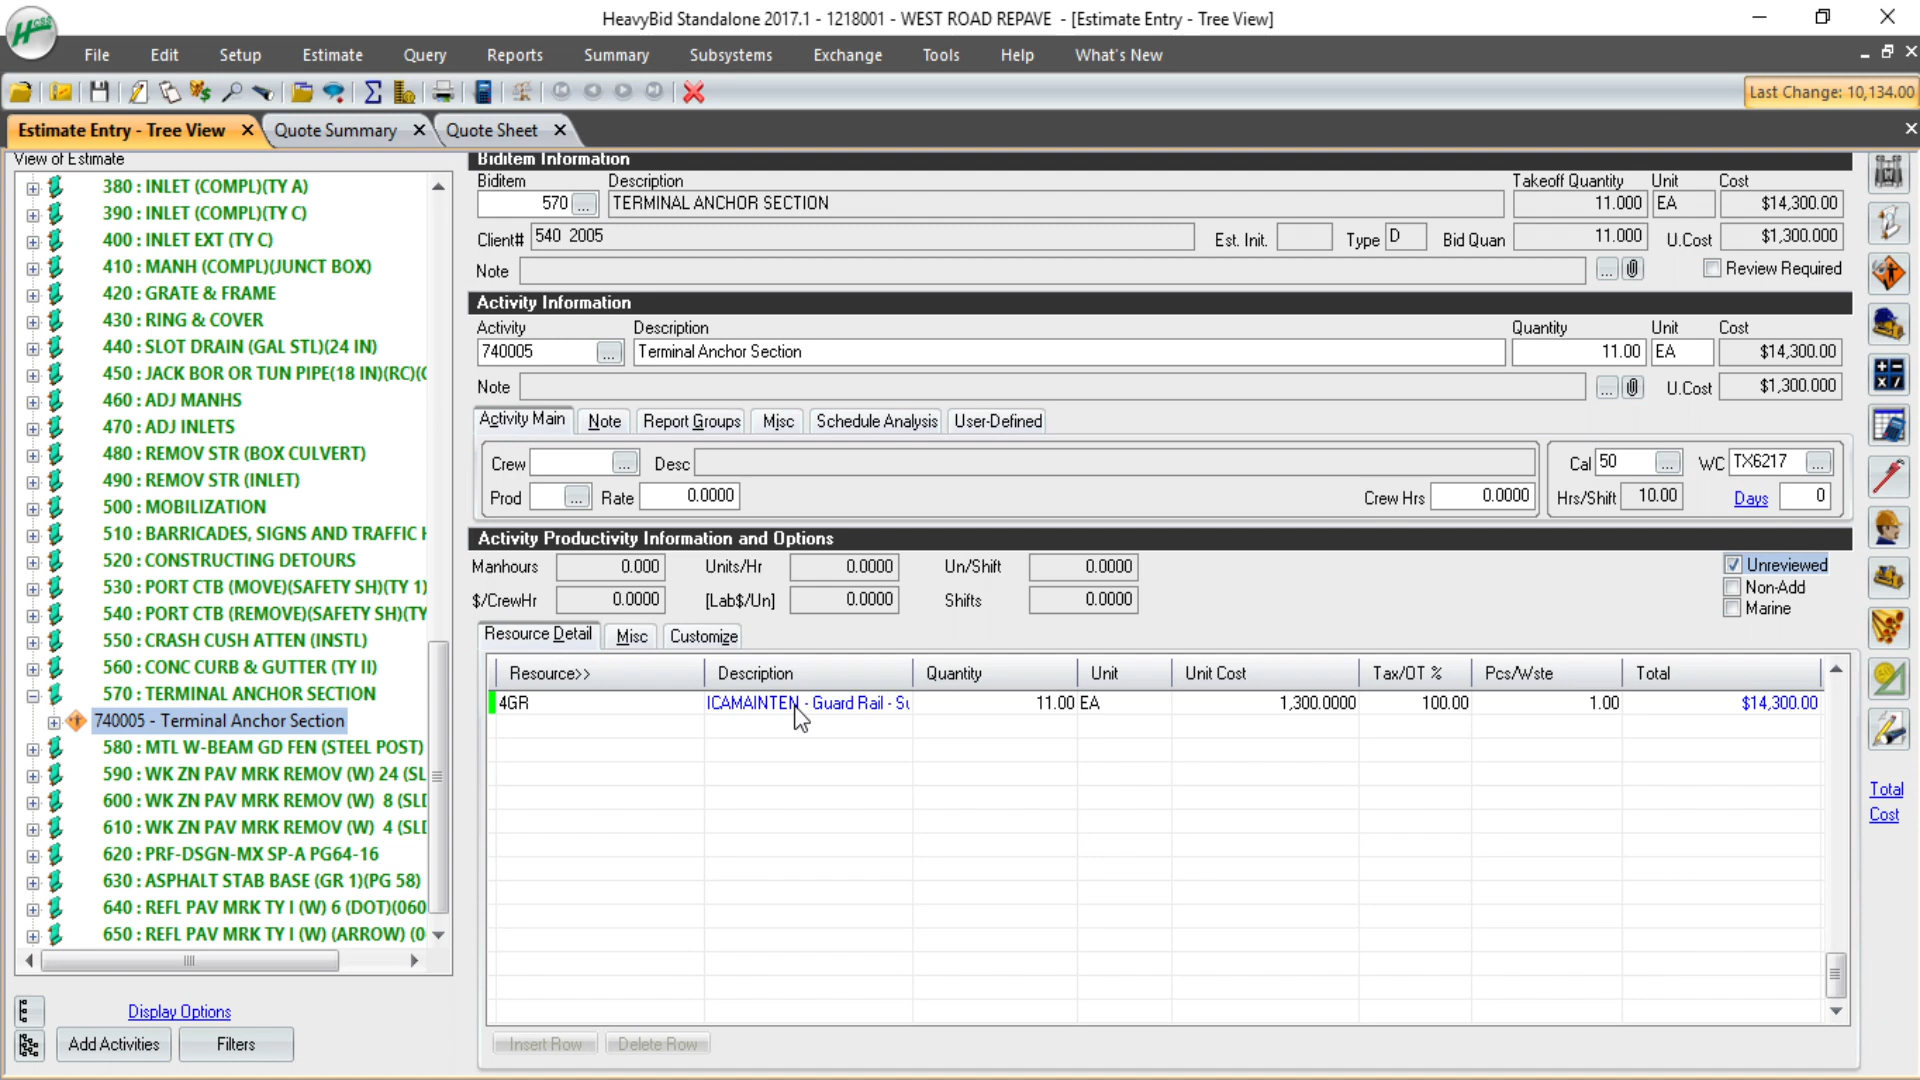 HeavyBid Standalone 2017.1 - 1218001 - WEST ROAD REPAVE - [Estimate Entry - Tree View]
HCSS
File Edit Setup Estimate Query Reports Summary Subsystems Exchange Tools Help What's New
Last Change: 10,134.00
Estimate Entry - Tree View Quote Summary Quote Sheet
View of Estimate
380 : INLET (COMPL)(TY A)
390 : INLET (COMPL)(TY C)
400 : INLET EXT (TY C)
410 : MANH (COMPL)(JUNCT BOX)
420 : GRATE & FRAME
430 : RING & COVER
440 : SLOT DRAIN (GAL STL)(24 IN)
450 : JACK BOR OR TUN PIPE(18 IN)(RC)(C
460 : ADJ MANHS
470 : ADJ INLETS
480 : REMOV STR (BOX CULVERT)
490 : REMOV STR (INLET)
500 : MOBILIZATION
510 : BARRICADES, SIGNS AND TRAFFIC H
520 : CONSTRUCTING DETOURS
530 : PORT CTB (MOVE)(SAFETY SH)(TY 1)
540 : PORT CTB (REMOVE)(SAFETY SH)(TY
550 : CRASH CUSH ATTEN (INSTL)
560 : CONC CURB & GUTTER (TY II)
570 : TERMINAL ANCHOR SECTION
740005 - Terminal Anchor Section
580 : MTL W-BEAM GD FEN (STEEL POST)
590 : WK ZN PAV MRK REMOV (W) 24 (SL
600 : WK ZN PAV MRK REMOV (W) 8 (SLD
610 : WK ZN PAV MRK REMOV (W) 4 (SLD
620 : PRF-DSGN-MX SP-A PG64-16
630 : ASPHALT STAB BASE (GR 1)(PG 58)
640 : REFL PAV MRK TY I (W) 6 (DOT)(060
650 : REFL PAV MRK TY I (W) (ARROW) (0
Display Options
Add Activities Filters
Biditem Information
Biditem Description Takeoff Quantity Unit Cost
570 ... TERMINAL ANCHOR SECTION 11.000 EA $14,300.00
Client# 540 2005 Est. Init. Type D Bid Quan 11.000 U.Cost $1,300.000
Note ... Review Required
Activity Information
Activity Description Quantity Unit Cost
740005 ... Terminal Anchor Section 11.00 EA $14,300.00
Note ... U.Cost $1,300.000
Activity Main Note Report Groups Misc Schedule Analysis User-Defined
Crew ... Desc Cal 50 ... WC TX6217 ...
Prod ... Rate 0.0000 Crew Hrs 0.0000 Hrs/Shift 10.00 Days 0
Activity Productivity Information and Options
Manhours 0.000 Units/Hr 0.0000 Un/Shift 0.0000 Unreviewed
Non-Add
$/CrewHr 0.0000 [Lab$/Un] 0.0000 Shifts 0.0000 Marine
Resource Detail Misc Customize
Resource>> Description Quantity Unit Unit Cost Tax/OT % Pcs/Wste Total
4GR ICAMAINTEN - Guard Rail - Su 11.00 EA 1,300.0000 100.00 1.00 $14,300.00
Insert Row Delete Row
Total
Cost